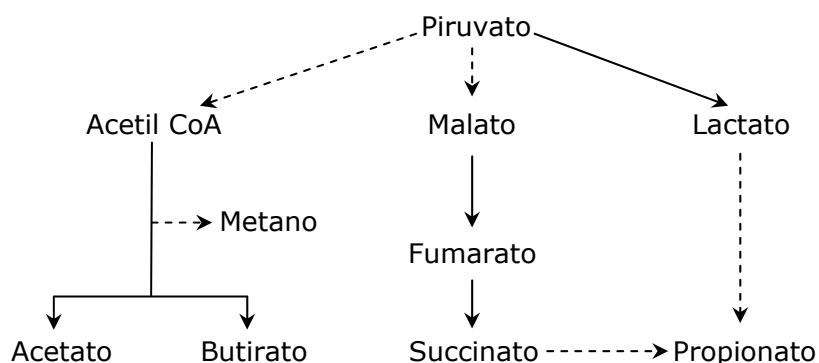 Piruvato
Acetil CoA Malato Lactato
Metano
Fumarato
Acetato Butirato Succinato Propionato